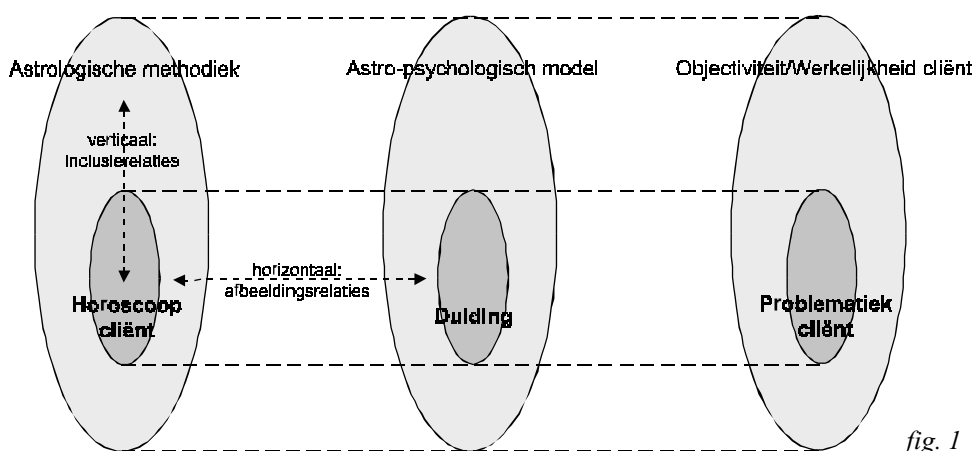 Astrologische methodiek
Astro-psychologisch model
Objectiviteit/Werkelijkheid cliënt
verticaal:
Inclusierelaties
horizontaal:
afbeeldingsrelaties
Horoscoop
cliënt
Duiding
Problematiek
cliënt
fig. 1